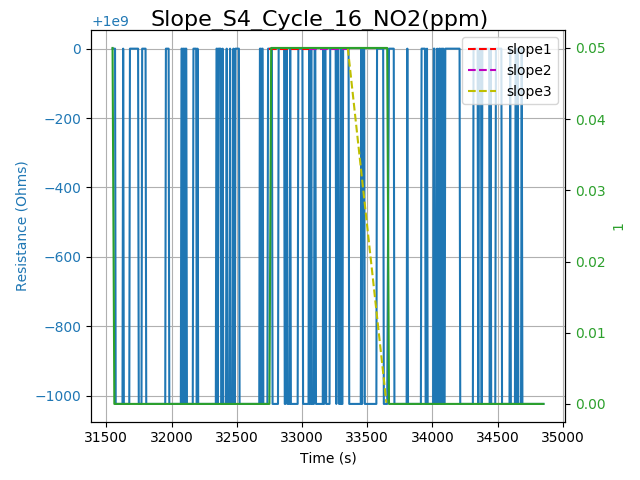 Slope_S4_Cycle_16_NO2(ppm)
+1e9
0
−200
−400
−600
−800
−1000
Resistance (Ohms)
slope1
slope2
slope3
0.05
0.04
0.03
0.02
0.01
0.00
1
31500 32000 32500 33000 33500 34000 34500 35000
Time (s)